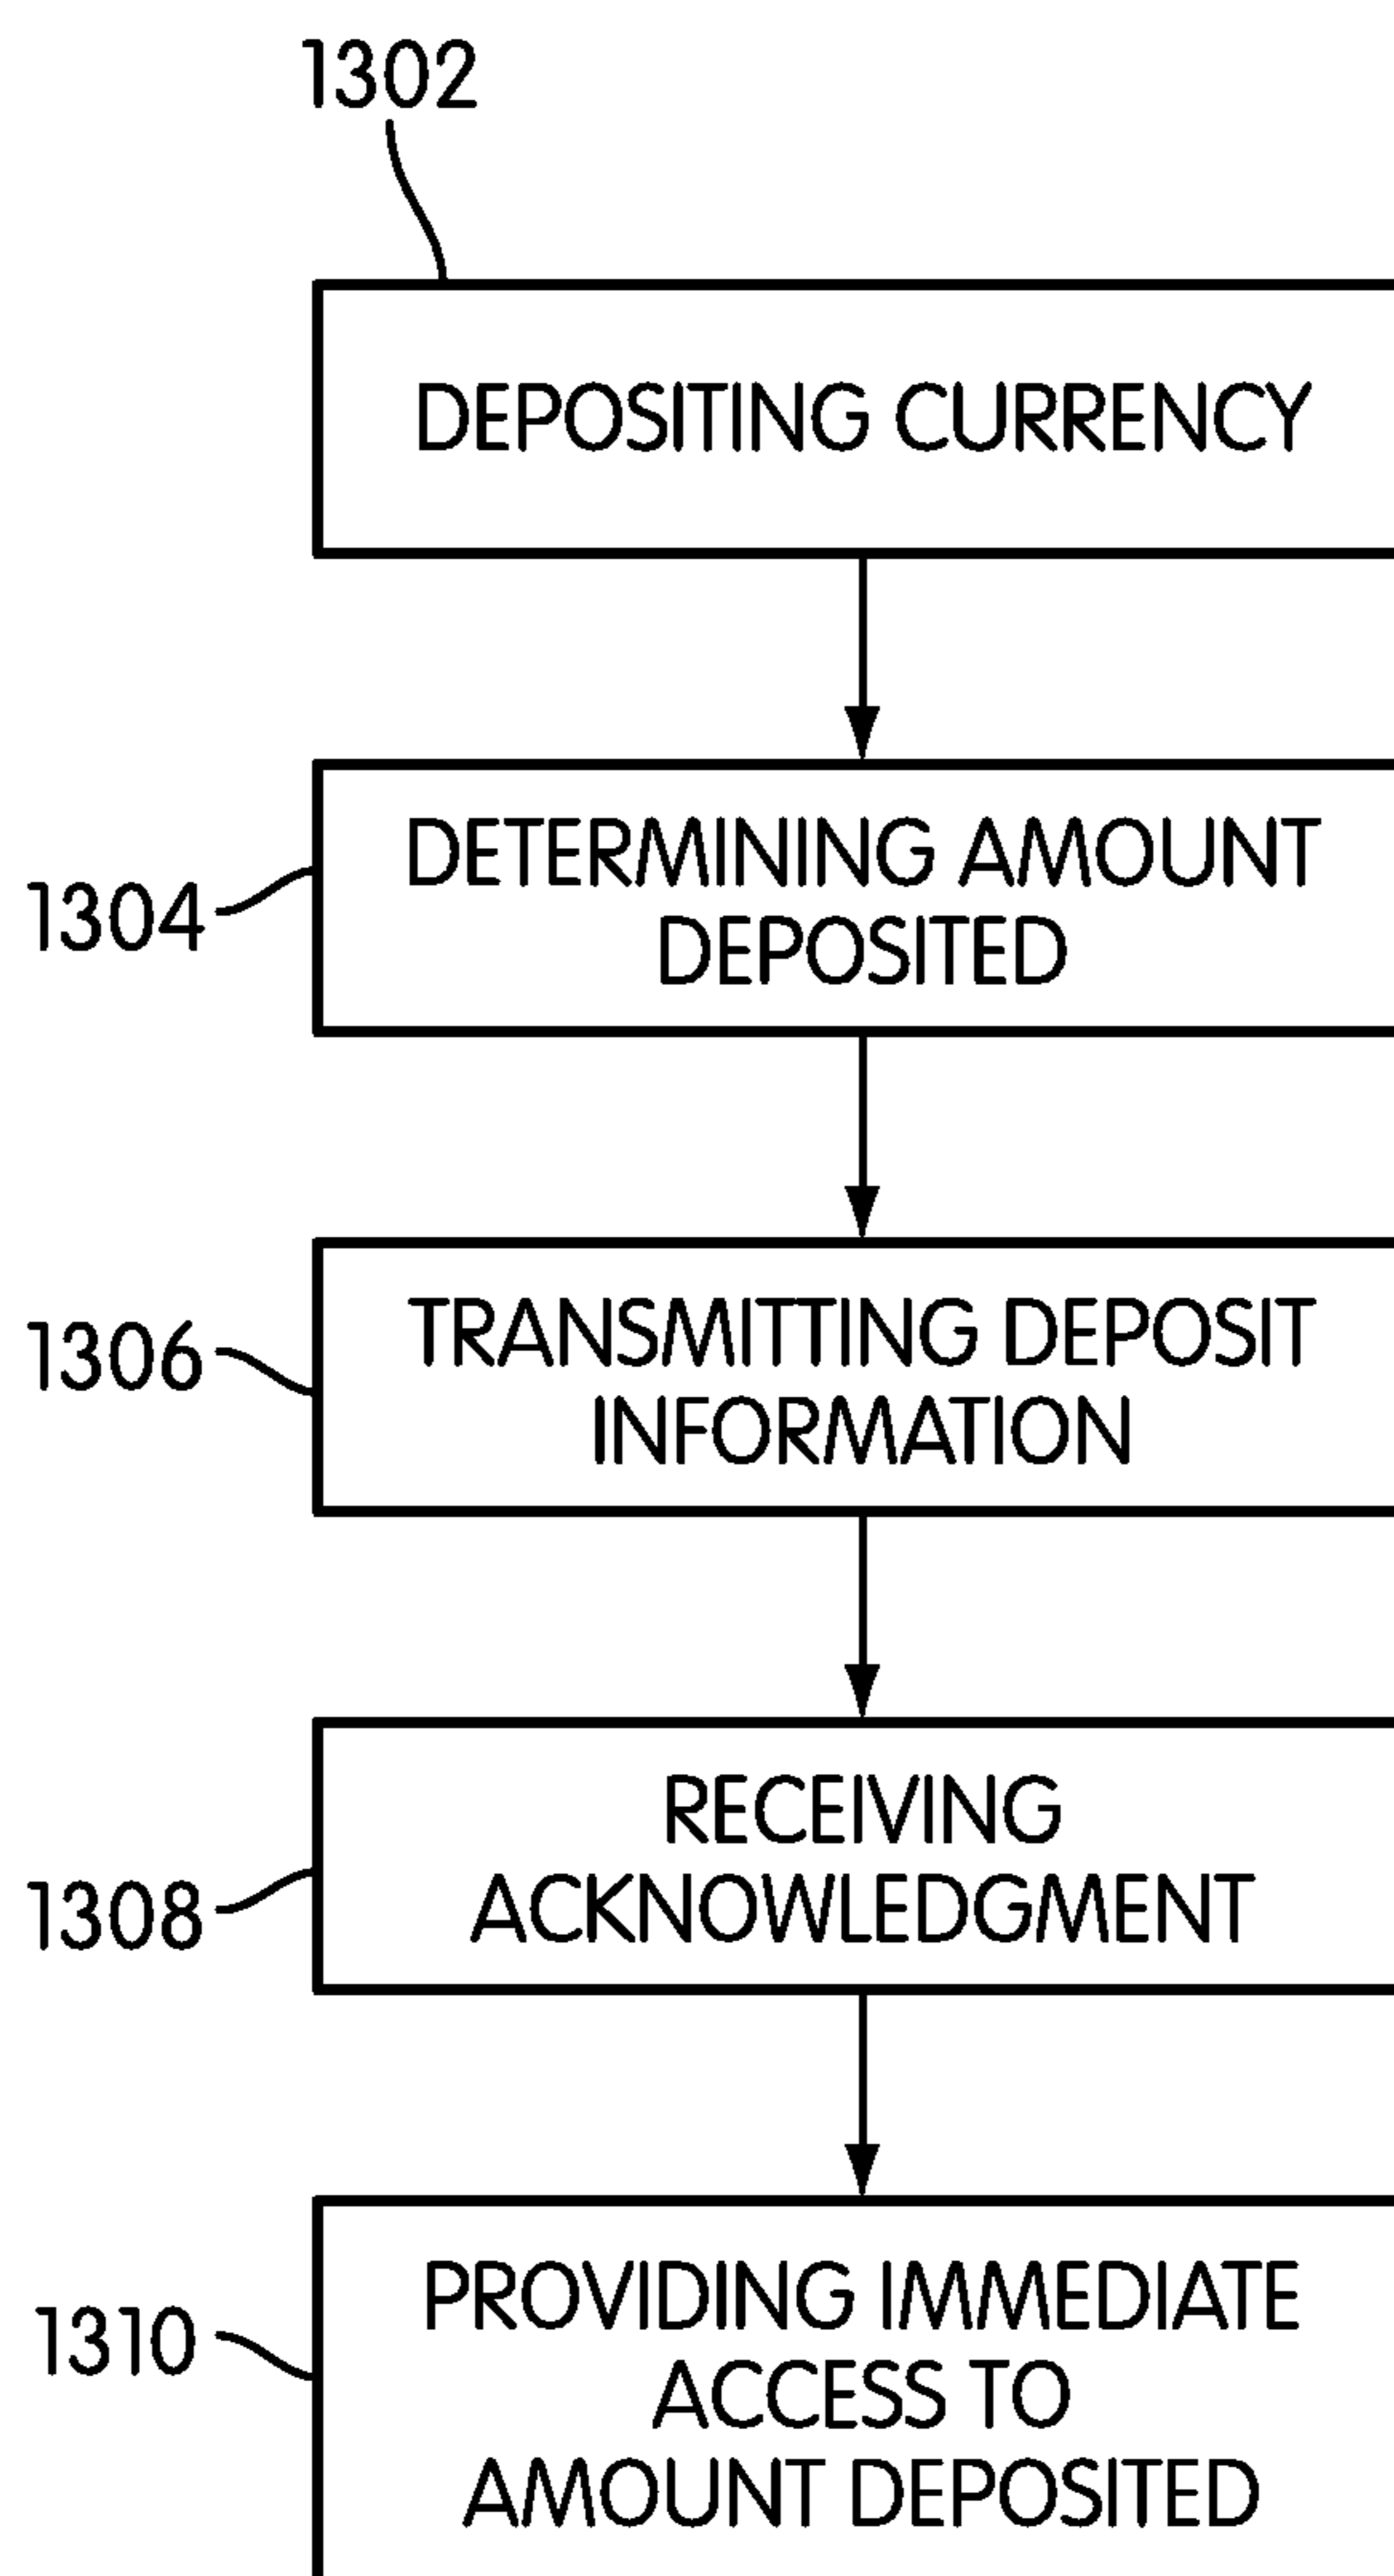 1302
DEPOSITING CURRENCY
1304
DETERMINING AMOUNT
DEPOSITED
1306
TRANSMITTING DEPOSIT
INFORMATION
1308
RECEIVING
ACKNOWLEDGMENT
1310
PROVIDING IMMEDIATE
ACCESS TO
AMOUNT DEPOSITED